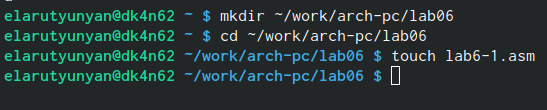 elarutyunyan@dk4n62 ~ $ mkdir ~/work/arch-pc/lab06
elarutyunyan@dk4n62 ~ $ cd ~/work/arch-pc/lab06
elarutyunyan@dk4n62 ~/work/arch-pc/lab06 $ touch lab6-1.asm
elarutyunyan@dk4n62 ~/work/arch-pc/lab06 $